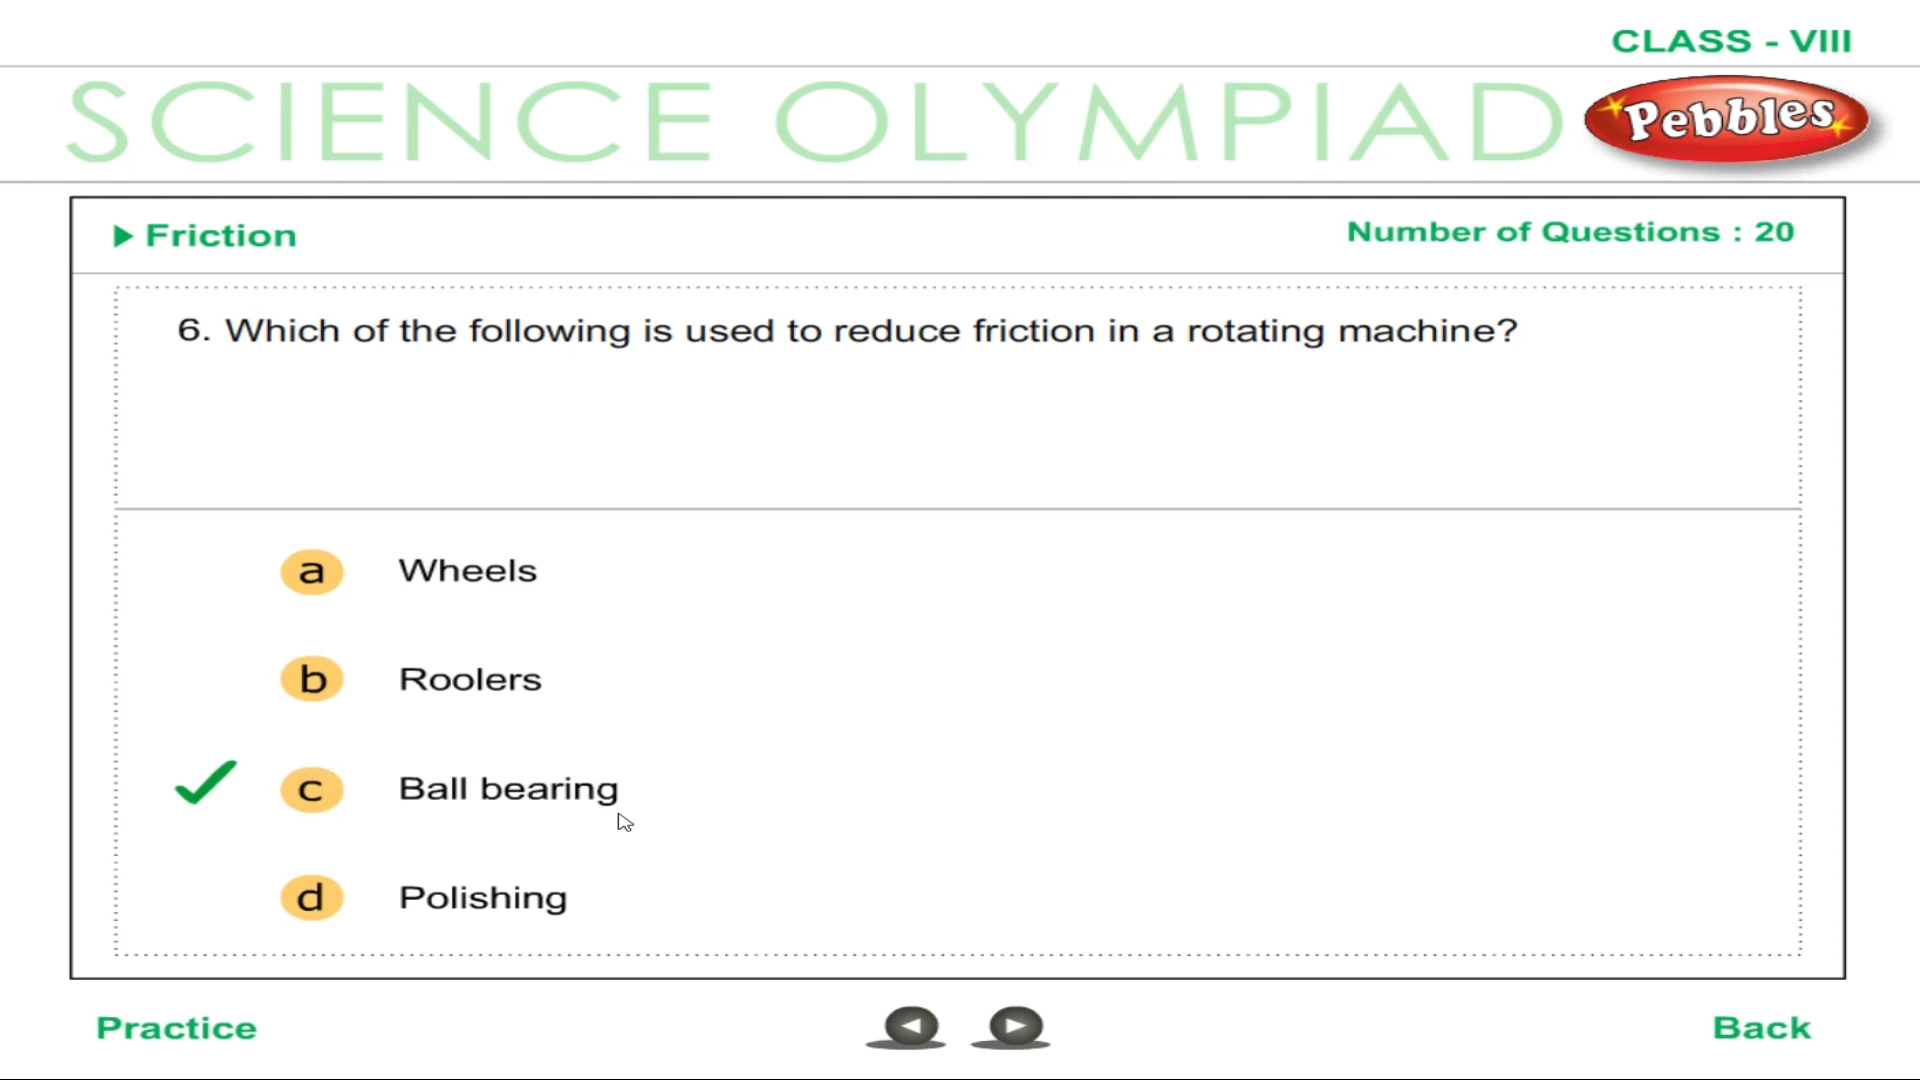 CLASS - VIII
SCIENCE OLYMPIAD
Pebbles
Friction
Number of Questions : 20
6. Which of the following is used to reduce friction in a rotating machine?
a Wheels
b Roolers
c Ball bearing
d Polishing
Practice
Back